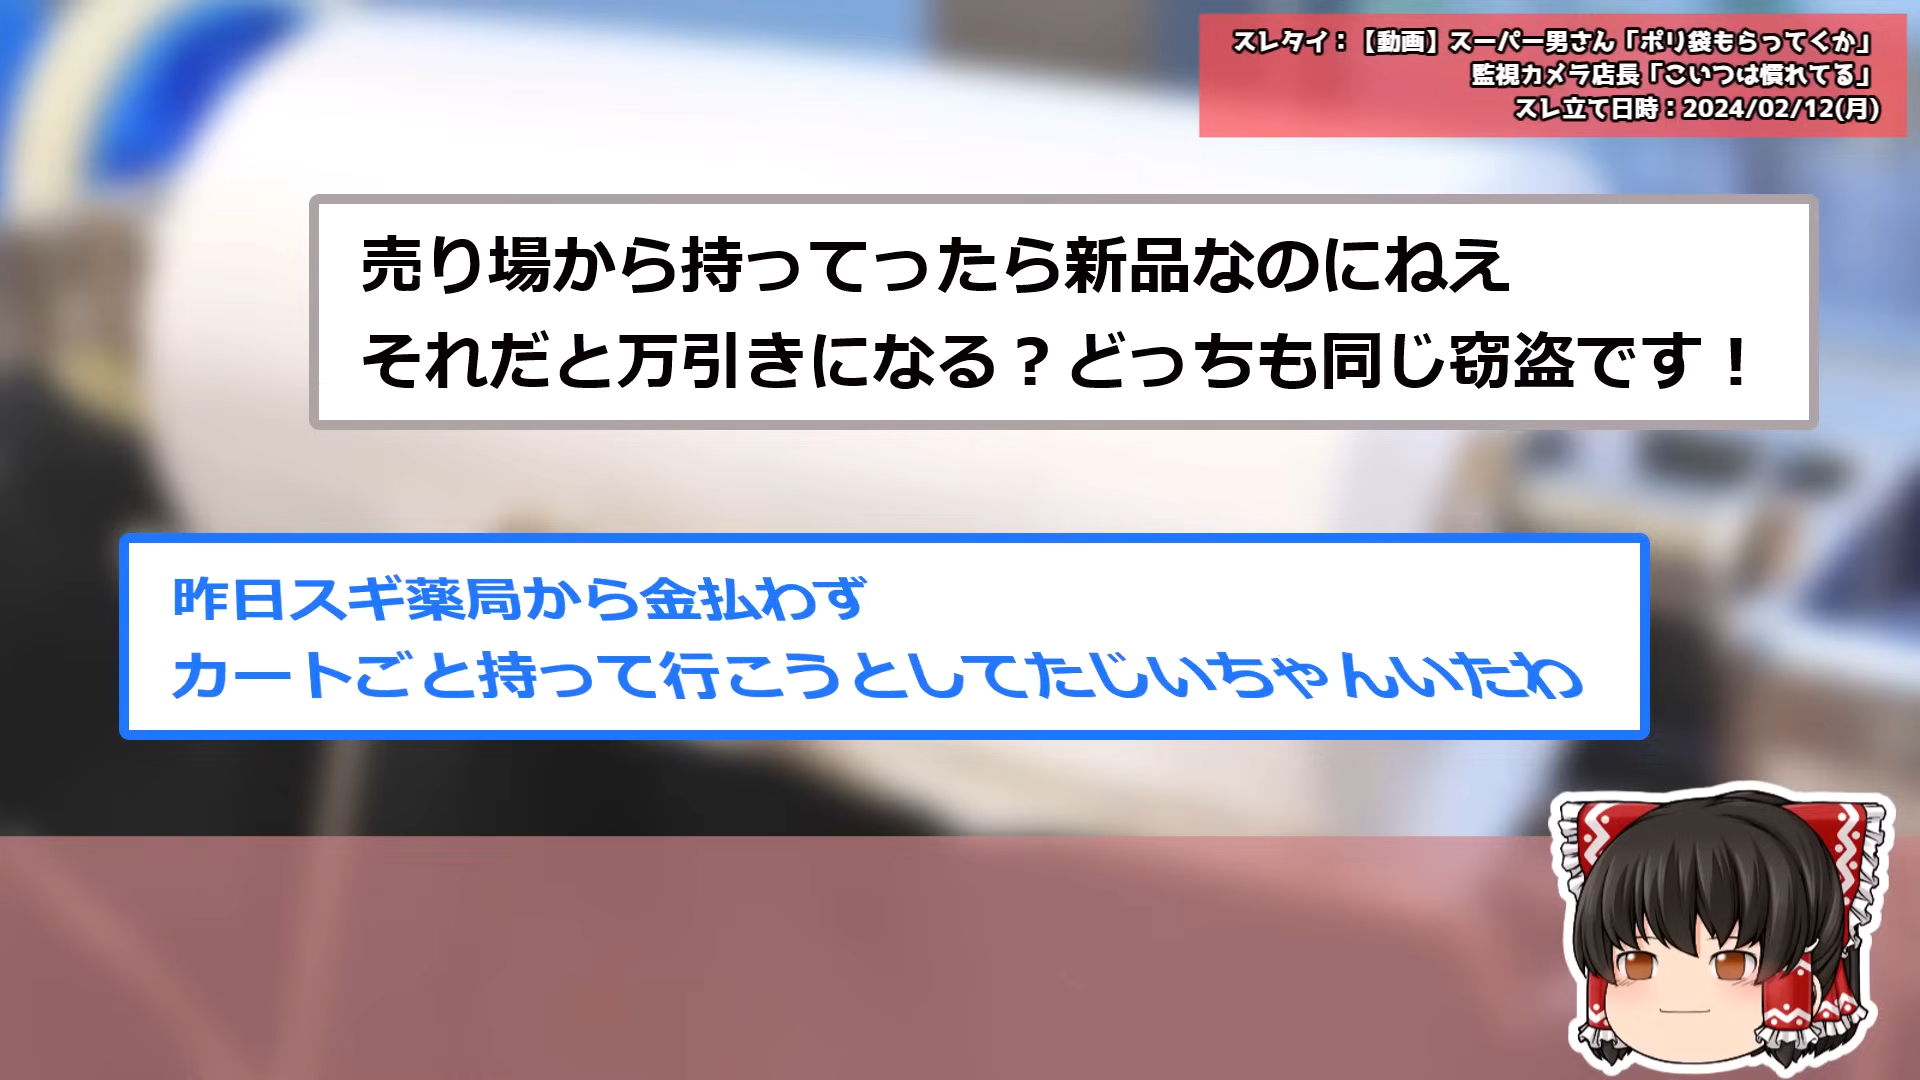 スレタイ：【動画】スーパー男さん「ポリ袋もらってくか」
監視カメラ店長「こいつは慣れてる」
スレ立て日時：2024/02/12(月)
売り場から持ってったら新品なのにねえ
それだと万引きになる？どっちも同じ窃盗です！
昨日スギ薬局から金払わず
カートごと持って行こうとしてたじいちゃんいたわ